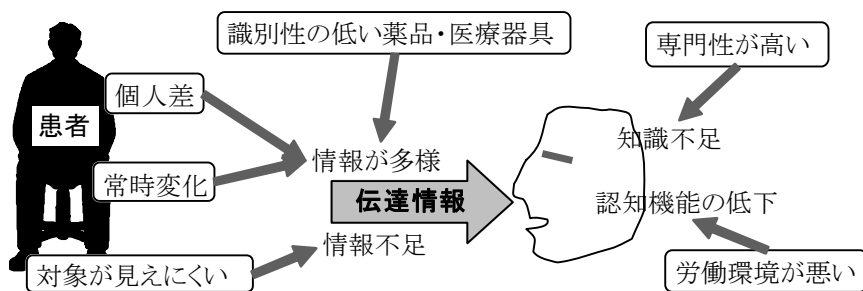 識別性の低い薬品・医療器具
専門性が高い
個人差
患者
知識不足
情報が多様
常時変化
伝達情報
認知機能の低下
情報不足
対象が見えにくい
労働環境が悪い